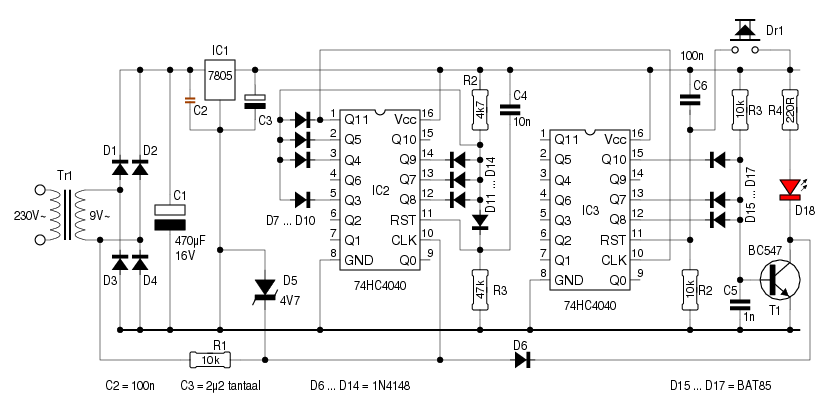 Dr1
IC1
7805
100n
R2
C4
C6
4k7
10n
10k
R3
R4
220R
C2
C3
1 Q11 Vcc 16
2 Q5 Q10 15
3 Q4 Q9 14
4 Q6 Q7 13
5 Q3 Q8 12
6 Q2 RST 11
7 Q1 CLK 10
8 GND Q0 9
IC2
74HC4040
D7 ... D10
D11 ... D14
1 Q11 Vcc 16
2 Q5 Q10 15
3 Q4 Q9 14
4 Q6 Q7 13
5 Q3 Q8 12
6 Q2 RST 11
7 Q1 CLK 10
8 GND Q0 9
IC3
74HC4040
D15 ... D17
D18
D1
D2
Tr1
230V~
9V~
C1
470µF
16V
D3
D4
D5
4V7
47k
R3
10k
R2
BC547
C5
1n
T1
R1
10k
D6
C2 = 100n
C3 = 2µ2 tantaal
D6 ... D14 = 1N4148
D15 ... D17 = BAT85